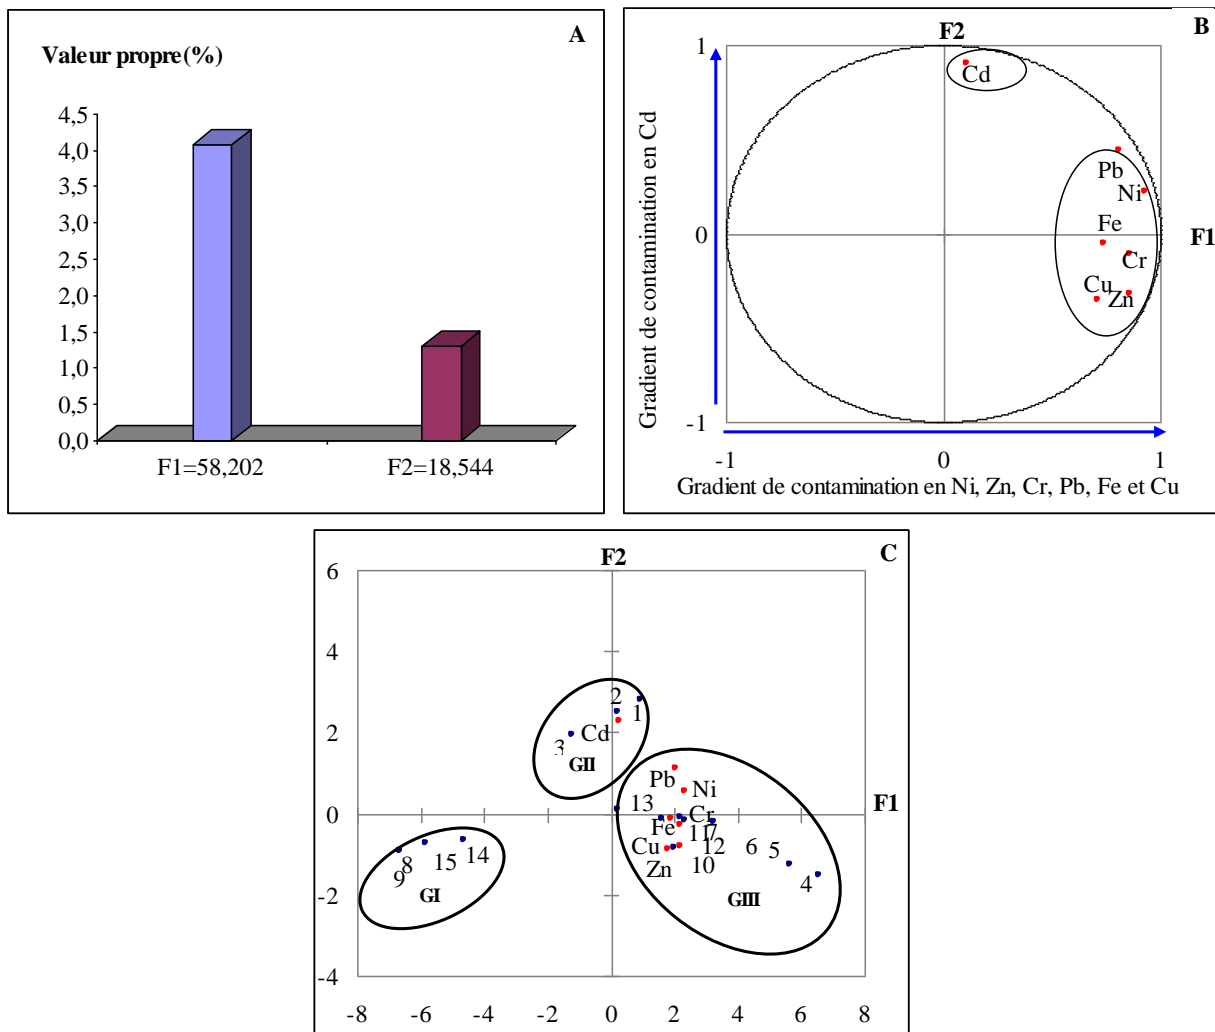 A
Valeur propre(%)
4,5
4,0
3,5
3,0
2,5
2,0
1,5
1,0
0,5
0,0
F1=58,202
F2=18,544
B
F2
1
Cd
Gradient de contamination en Cd
Pb
Ni
0
Fe
F1
Cr
Cu
Zn
-1
-1
0
1
Gradient de contamination en Ni, Zn, Cr, Pb, Fe et Cu
C
F2
6
4
2
2
1
3
Cd
GII
Pb
Ni
F1
0
13
Cr
Fe
11
7
Cu
12
6
5
8
15
14
Zn
10
4
9
GI
GIII
-2
-4
-8
-6
-4
-2
0
2
4
6
8